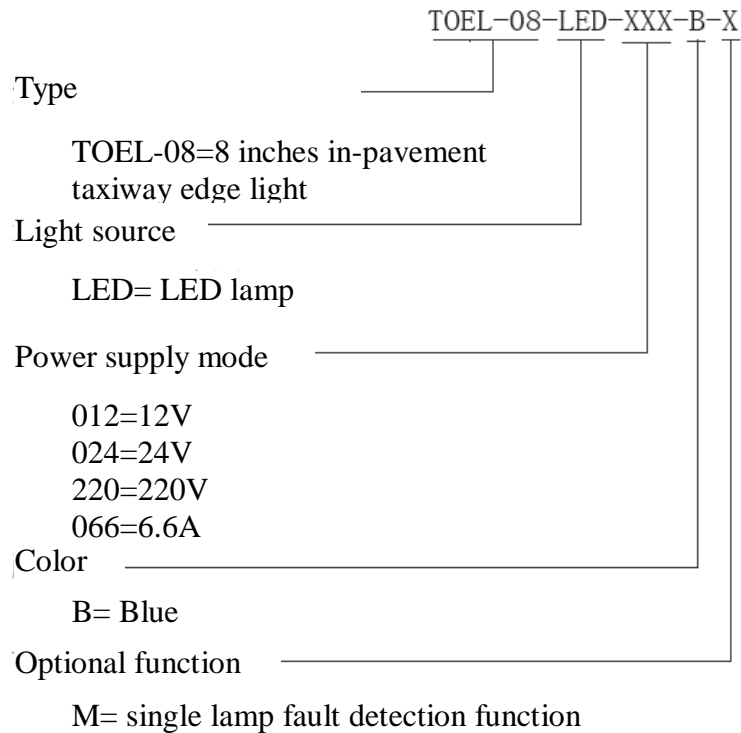 TOEL-08-LED-XXX-B-X
Type
TOEL-08=8 inches in-pavement
taxiway edge light
Light source
LED= LED lamp
Power supply mode
012=12V
024=24V
220=220V
066=6.6A
Color
B= Blue
Optional function
M= single lamp fault detection function